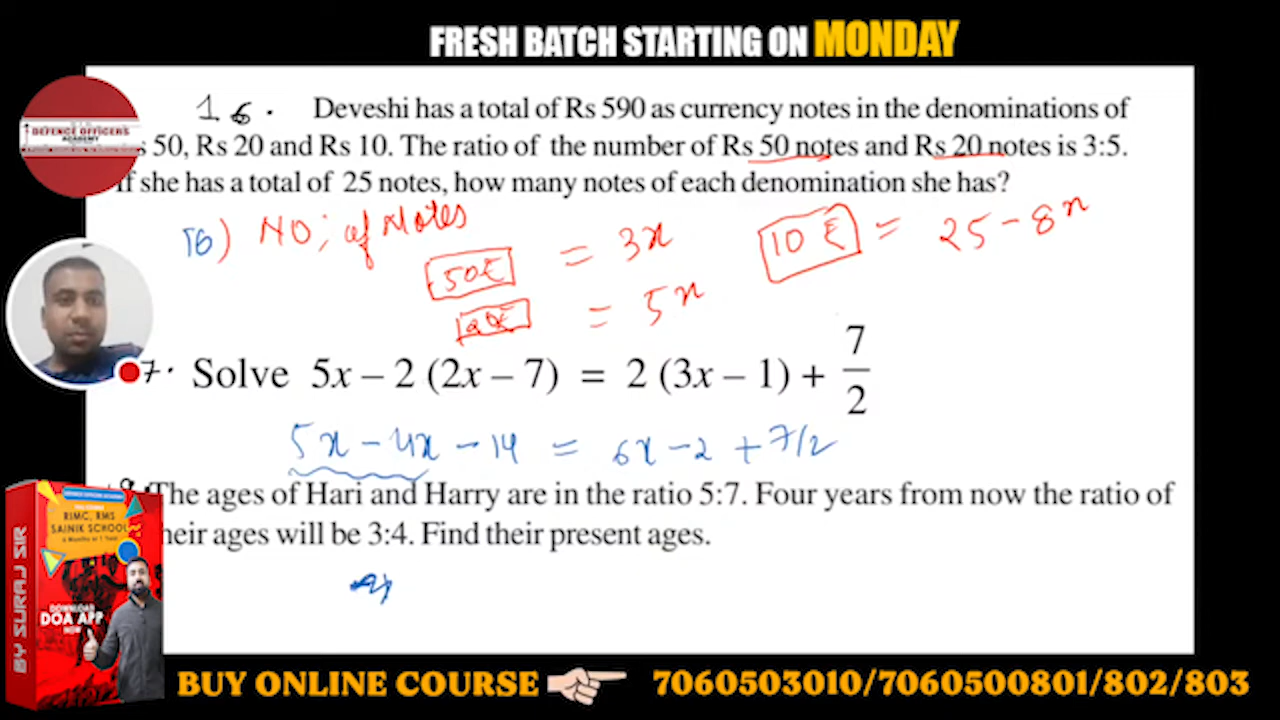 FRESH BATCH STARTING ON MONDAY
16. Deveshi has a total of Rs 590 as currency notes in the denominations of
DEFENCE OFFICERS
ACADEMY
50, Rs 20 and Rs 10. The ratio of the number of Rs 50 notes and Rs 20 notes is 3:5.
If she has a total of 25 notes, how many notes of each denomination she has?
16) No; of Notes
50₹ = 3x
10 ₹ = 25 - 8x
= 5x
7. Solve 5x – 2 (2x – 7) = 2 (3x – 1) + 7/2
5x - 4x - 14 = 6x - 2 + 7/2
The ages of Hari and Harry are in the ratio 5:7. Four years from now the ratio of
heir ages will be 3:4. Find their present ages.
DEFENCE OFFICERS ACADEMY
RIMC, RMS
SAINIK SCHOOL
BY SURAJ SIR
DOWNLOAD
DOA APP
NOW
BUY ONLINE COURSE 7060503010/7060500801/802/803